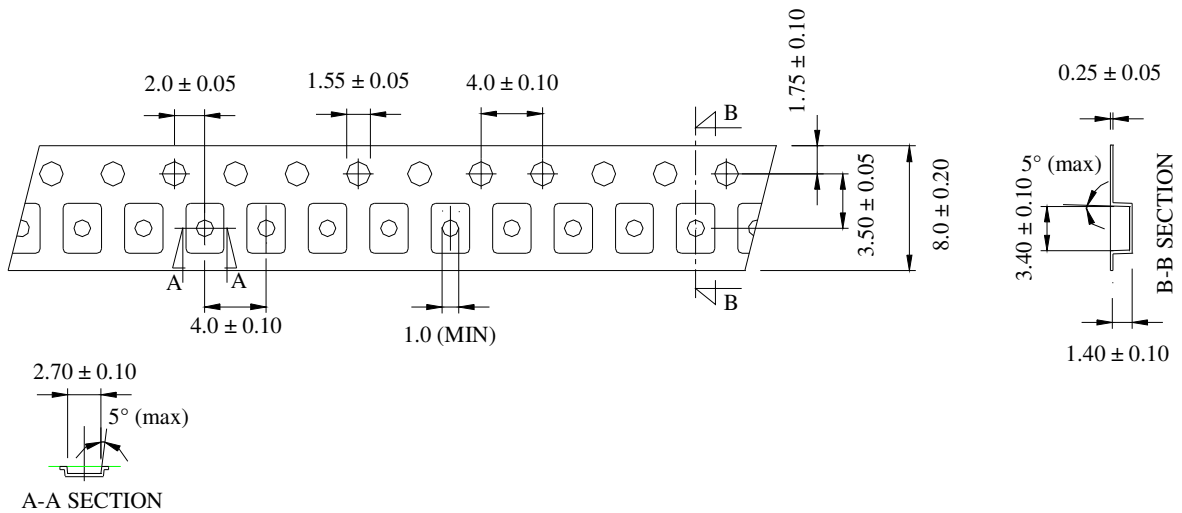 2.0 ± 0.05
1.55 ± 0.05
4.0 ± 0.10
B
1.75 ± 0.10
0.25 ± 0.05
3.50 ± 0.05
8.0 ± 0.20
5° (max)
3.40 ± 0.10
B-B SECTION
A
A
B
4.0 ± 0.10
1.0 (MIN)
1.40 ± 0.10
2.70 ± 0.10
5° (max)
A-A SECTION